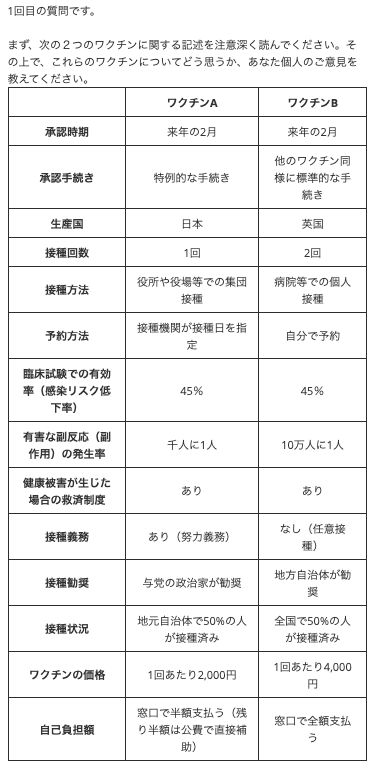 1回目の質問です。
まず、次の２つのワクチンに関する記述を注意深く読んでください。そ
の上で、これらのワクチンについてどう思うか、あなた個人のご意見を
教えてください。
ワクチンA ワクチンB
承認時期 来年の2月 来年の2月
承認手続き 特例的な手続き 他のワクチン同
様に標準的な手
続き
生産国 日本 英国
接種回数 1回 2回
接種方法 役所や役場等での集団
接種 病院等での個人
接種
予約方法 接種機関が接種日を指
定 自分で予約
臨床試験での有効
率（感染リスク低
下率） 45% 45%
有害な副反応（副
作用）の発生率 千人に1人 10万人に1人
健康被害が生じた
場合の救済制度 あり あり
接種義務 あり（努力義務） なし（任意接
種）
接種勧奨 与党の政治家が勧奨 地方自治体が勧
奨
接種状況 地元自治体で50%の人
が接種済み 全国で50%の人
が接種済み
ワクチンの価格 1回あたり2,000円 1回あたり4,000
円
自己負担額 窓口で半額支払う（残
り半額は公費で直接補
助） 窓口で全額支払
う